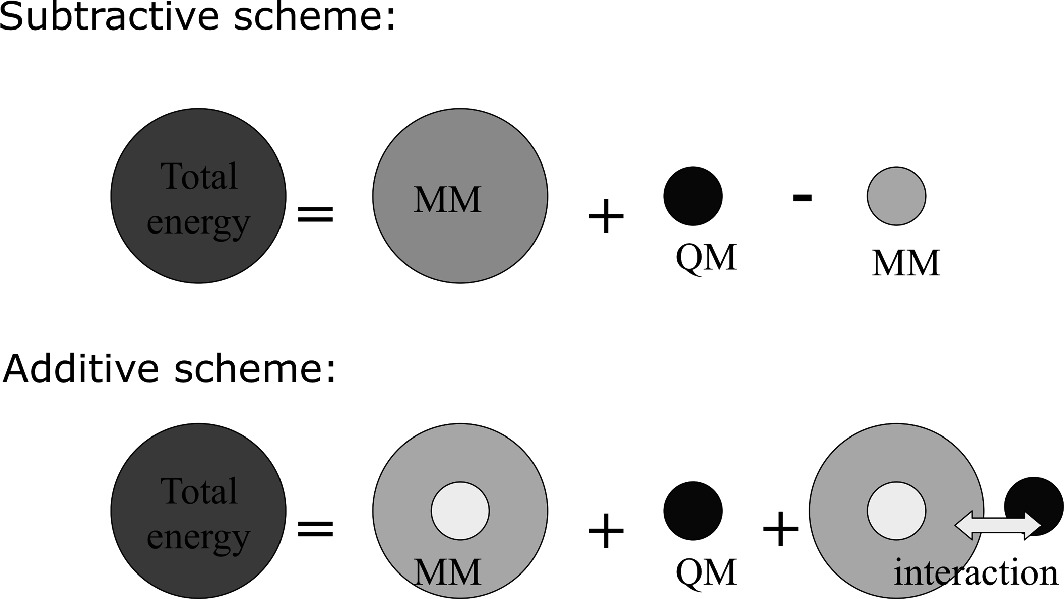 Subtractive scheme:
Total
energy
=
MM
+
QM
-
MM
Additive scheme:
Total
energy
=
MM
+
QM
+
interaction